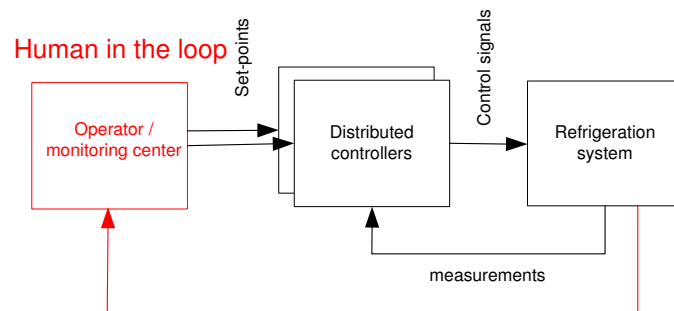 Human in the loop
Set-points
Control signals
Operator /
monitoring center
Distributed
controllers
Refrigeration
system
measurements